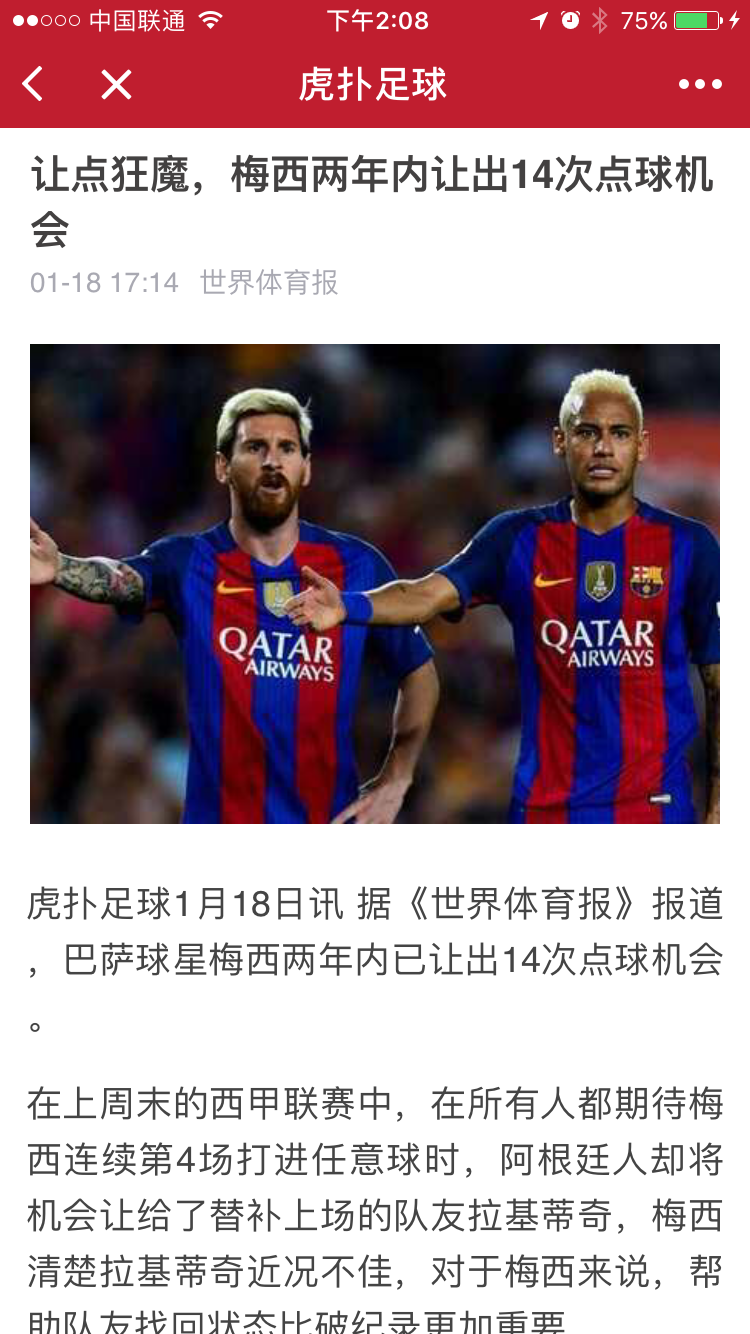 中国联通 下午2:08 75%
虎扑足球
让点狂魔，梅西两年内让出14次点球机
会
01-18 17:14 世界体育报
QATAR
AIRWAYS
QATAR
AIRWAYS
虎扑足球1月18日讯 据《世界体育报》报道
，巴萨球星梅西两年内已让出14次点球机会
。
在上周末的西甲联赛中，在所有人都期待梅
西连续第4场打进任意球时，阿根廷人却将
机会让给了替补上场的队友拉基蒂奇，梅西
清楚拉基蒂奇近况不佳，对于梅西来说，帮
助队友找回状态比破纪录更加重要